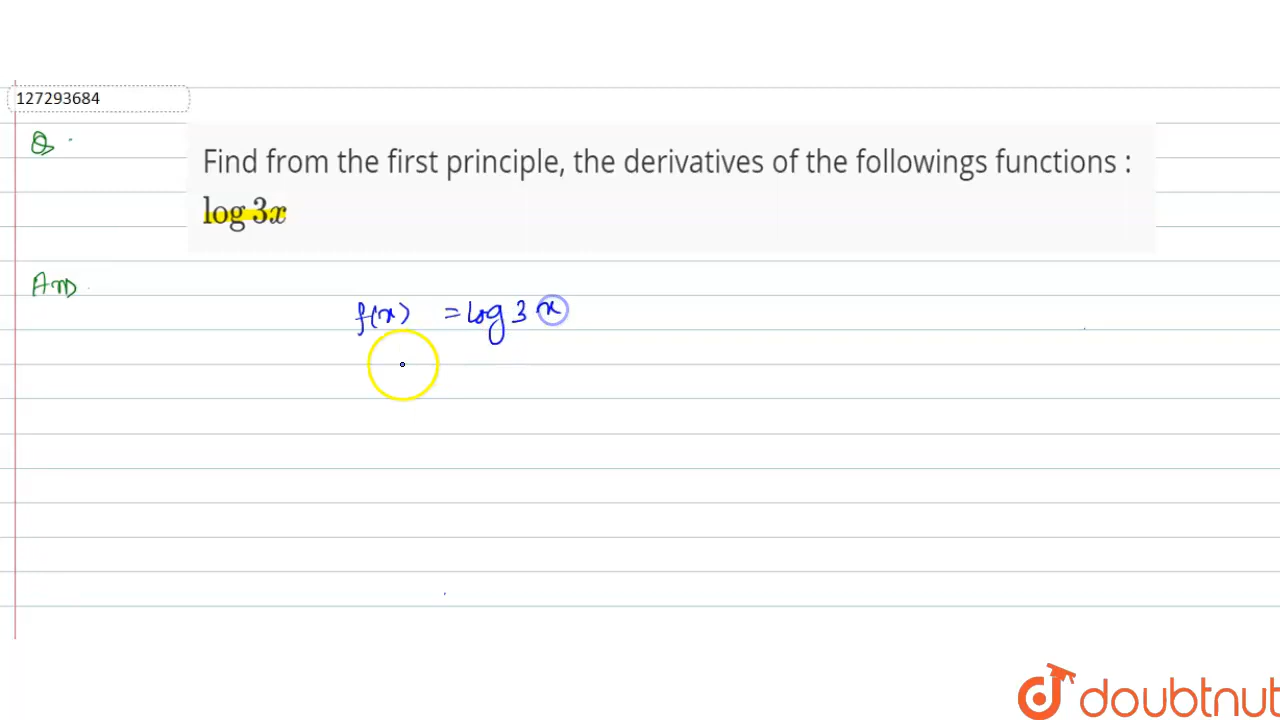 127293684
Q
Find from the first principle, the derivatives of the followings functions :
log 3x
Ans
f(x) = log 3 x
doubtnut